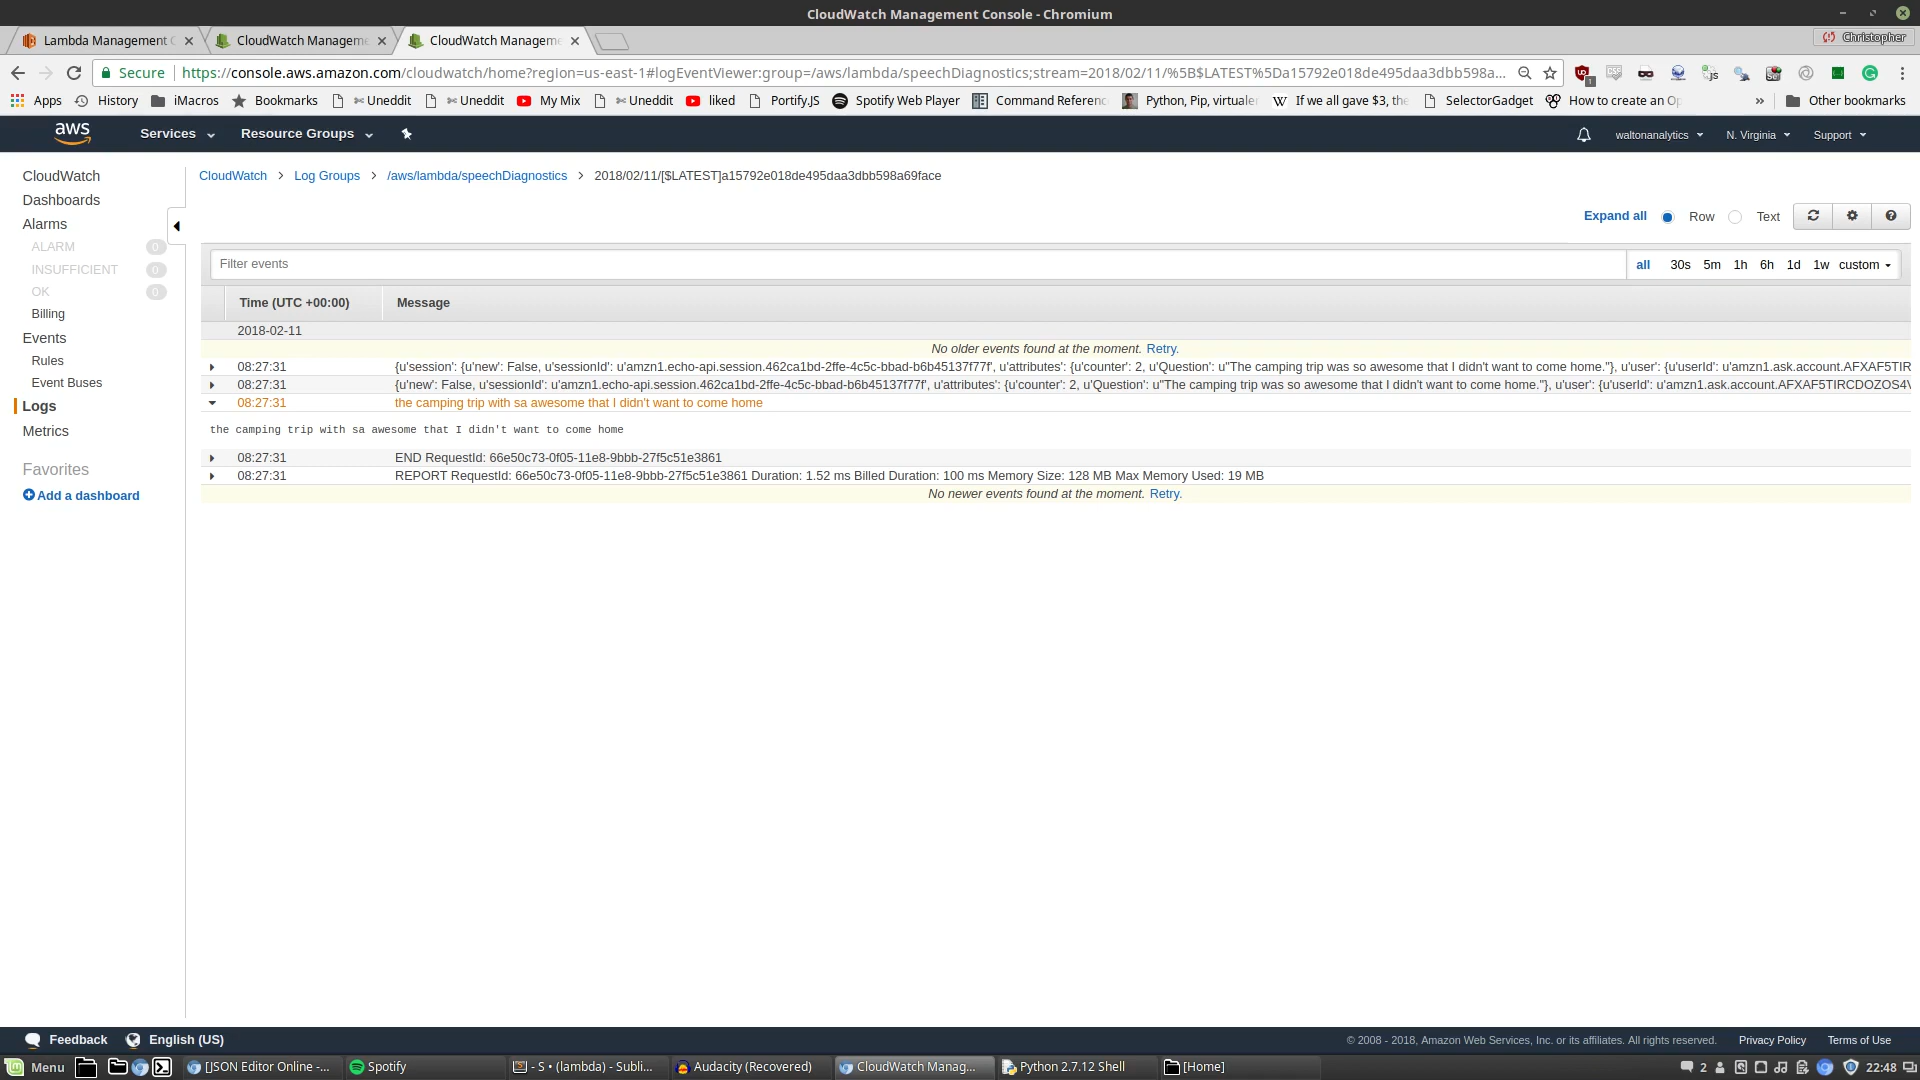 CloudWatch Management Console - Chromium
Lambda Management C
CloudWatch Manageme
CloudWatch Manageme
Christopher
Secure
https://console.aws.amazon.com/cloudwatch/home?region=us-east-1#logEventViewer:group=/aws/lambda/speechDiagnostics;stream=2018/02/11/%5B$LATEST%5Da15792e018de495daa3dbb598a...
Apps History iMacros Bookmarks ✄ Uneddit ✄ Uneddit My Mix ✄ Uneddit liked Portify.JS Spotify Web Player Command Referenc Python, Pip, virtualen If we all gave $3, the SelectorGadget How to create an Op » Other bookmarks
aws Services Resource Groups waltonanalytics N. Virginia Support
CloudWatch
Dashboards
Alarms
ALARM 0
INSUFFICIENT 0
OK 0
Billing
Events
Rules
Event Buses
Logs
Metrics
Favorites
Add a dashboard
CloudWatch > Log Groups > /aws/lambda/speechDiagnostics > 2018/02/11/[$LATEST]a15792e018de495daa3dbb598a69face
Expand all Row Text
Filter events
all 30s 5m 1h 6h 1d 1w custom
Time (UTC +00:00) Message
2018-02-11
No older events found at the moment. Retry.
08:27:31 {u'session': {u'new': False, u'sessionId': u'amzn1.echo-api.session.462ca1bd-2ffe-4c5c-bbad-b6b45137f77f', u'attributes': {u'counter': 2, u'Question': u"The camping trip was so awesome that I didn't want to come home."}, u'user': {u'userId': u'amzn1.ask.account.AFXAF5TIR
08:27:31 {u'new': False, u'sessionId': u'amzn1.echo-api.session.462ca1bd-2ffe-4c5c-bbad-b6b45137f77f', u'attributes': {u'counter': 2, u'Question': u"The camping trip was so awesome that I didn't want to come home."}, u'user': {u'userId': u'amzn1.ask.account.AFXAF5TIRCDOZOS4V
08:27:31 the camping trip with sa awesome that I didn't want to come home
the camping trip with sa awesome that I didn't want to come home
08:27:31 END RequestId: 66e50c73-0f05-11e8-9bbb-27f5c51e3861
08:27:31 REPORT RequestId: 66e50c73-0f05-11e8-9bbb-27f5c51e3861 Duration: 1.52 ms Billed Duration: 100 ms Memory Size: 128 MB Max Memory Used: 19 MB
No newer events found at the moment. Retry.
Feedback English (US)
© 2008 - 2018, Amazon Web Services, Inc. or its affiliates. All rights reserved. Privacy Policy Terms of Use
Menu [JSON Editor Online -... Spotify - S • (lambda) - Subli... Audacity (Recovered) CloudWatch Manag... Python 2.7.12 Shell [Home] 2 22:48